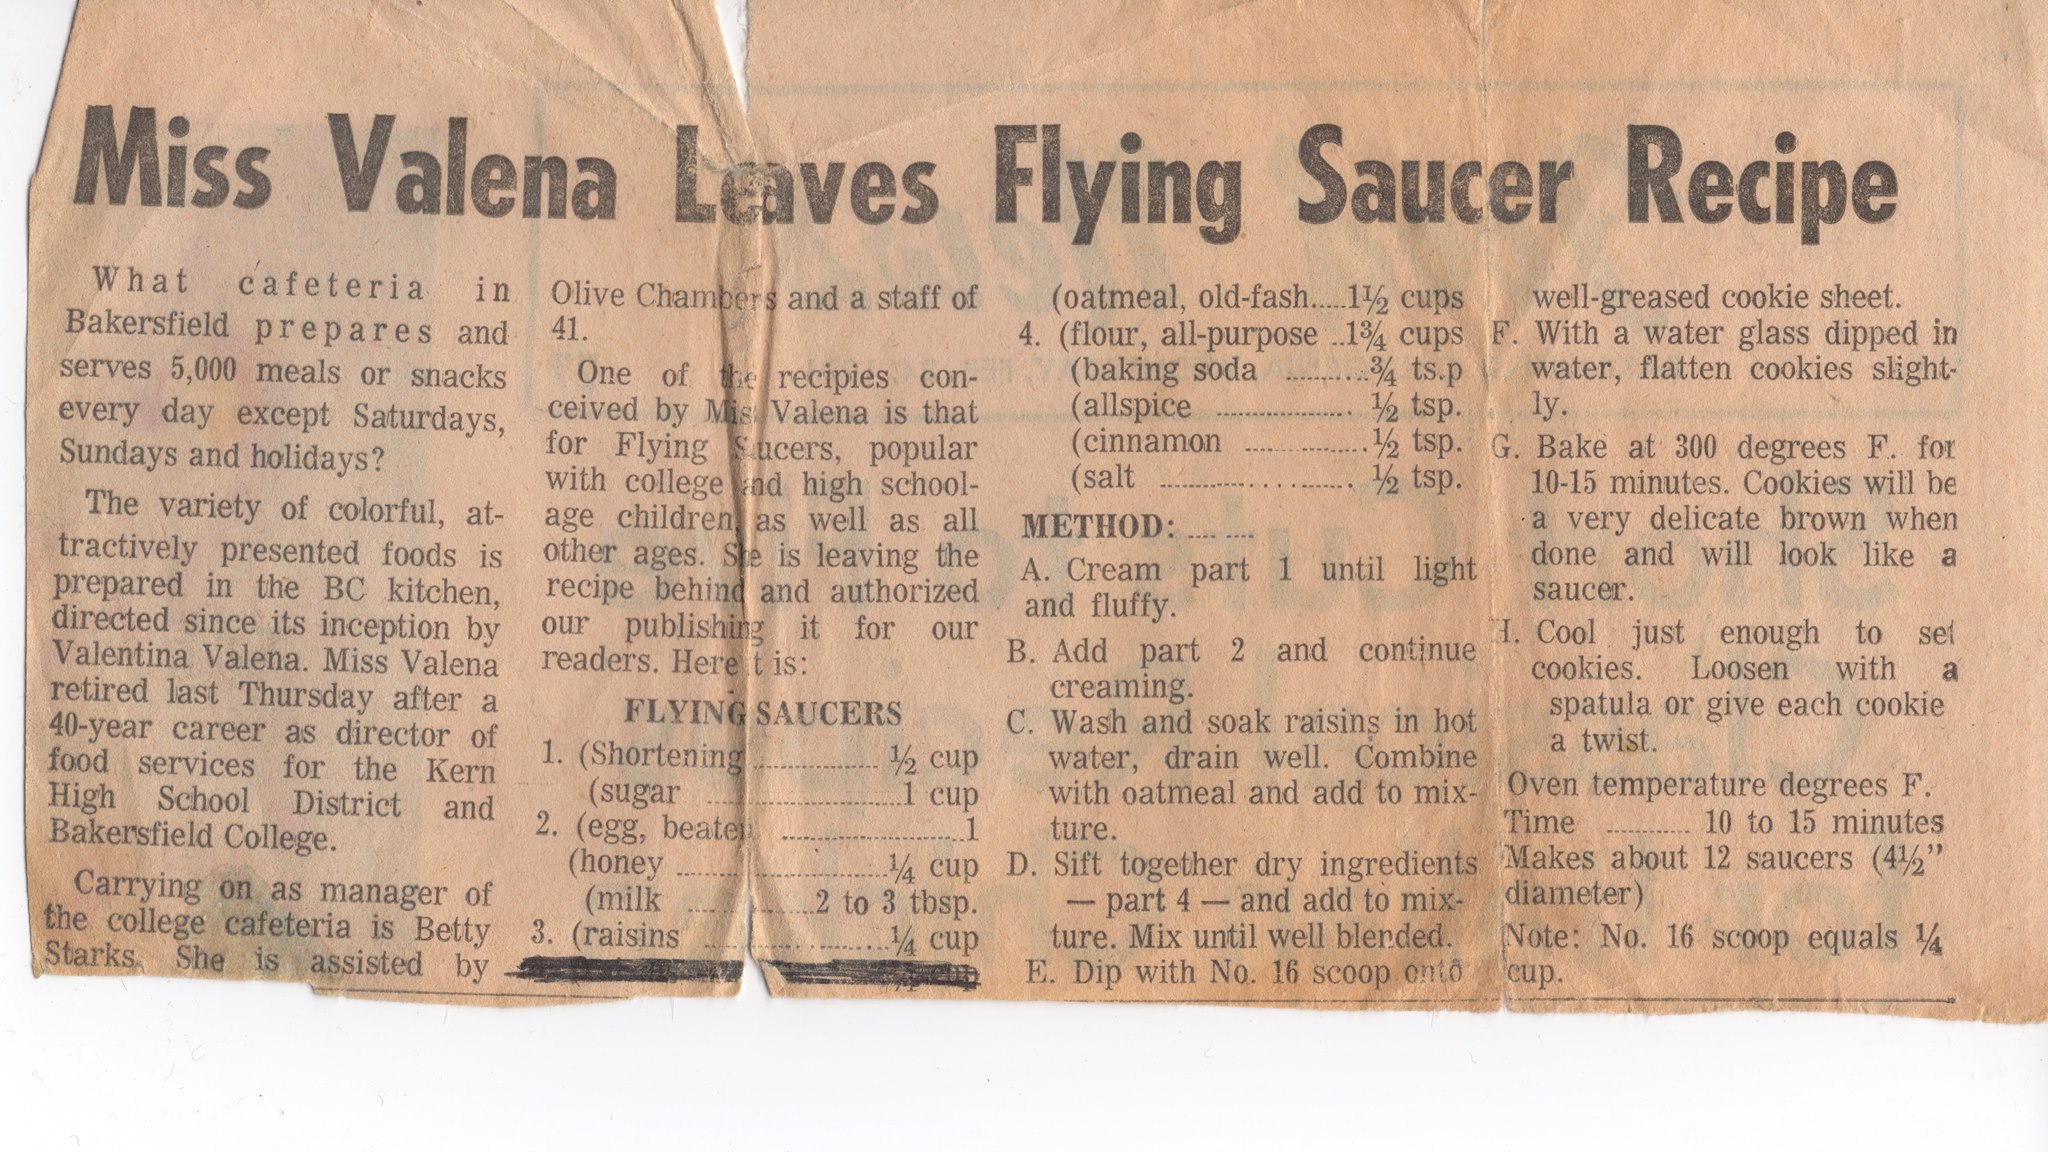 Miss Valena Leaves Flying Saucer Recipe
What cafeteria in
Bakersfield prepares and
serves 5,000 meals or snacks
every day except Saturdays,
Sundays and holidays?
The variety of colorful, at-
tractively presented foods is
prepared in the BC kitchen,
directed since its inception by
Valentina Valena. Miss Valena
retired last Thursday after a
40-year career as director of
food services for the Kern
High School District and
Bakersfield College.
Carrying on as manager of
the college cafeteria is Betty
Starks. She is assisted by
Olive Chambers and a staff of
41.
One of the recipies con-
ceived by Miss Valena is that
for Flying Saucers, popular
with college and high school-
age children, as well as all
other ages. She is leaving the
recipe behind and authorized
our publishing it for our
readers. Here it is:
FLYING SAUCERS
1. (Shortening .................. ½ cup
(sugar ............................ 1 cup
2. (egg, beaten .......................... 1
(honey ............................ ¼ cup
(milk .................. 2 to 3 tbsp.
3. (raisins .......................... ¼ cup
(oatmeal, old-fash.....1½ cups
4. (flour, all-purpose ..1¾ cups
(baking soda ..........¾ ts.p
(allspice .................... ½ tsp.
(cinnamon ..................½ tsp.
(salt ............................ ½ tsp.
METHOD: .... ....
A. Cream part 1 until light
and fluffy.
B. Add part 2 and continue
creaming.
C. Wash and soak raisins in hot
water, drain well. Combine
with oatmeal and add to mix-
ture.
D. Sift together dry ingredients
— part 4 — and add to mix-
ture. Mix until well blended.
E. Dip with No. 16 scoop onto
well-greased cookie sheet.
F. With a water glass dipped in
water, flatten cookies slight-
ly.
G. Bake at 300 degrees F. for
10-15 minutes. Cookies will be
a very delicate brown when
done and will look like a
saucer.
H. Cool just enough to set
cookies. Loosen with a
spatula or give each cookie
a twist.
Oven temperature degrees F.
Time ........... 10 to 15 minutes
Makes about 12 saucers (4½"
diameter)
Note: No. 16 scoop equals ¼
cup.